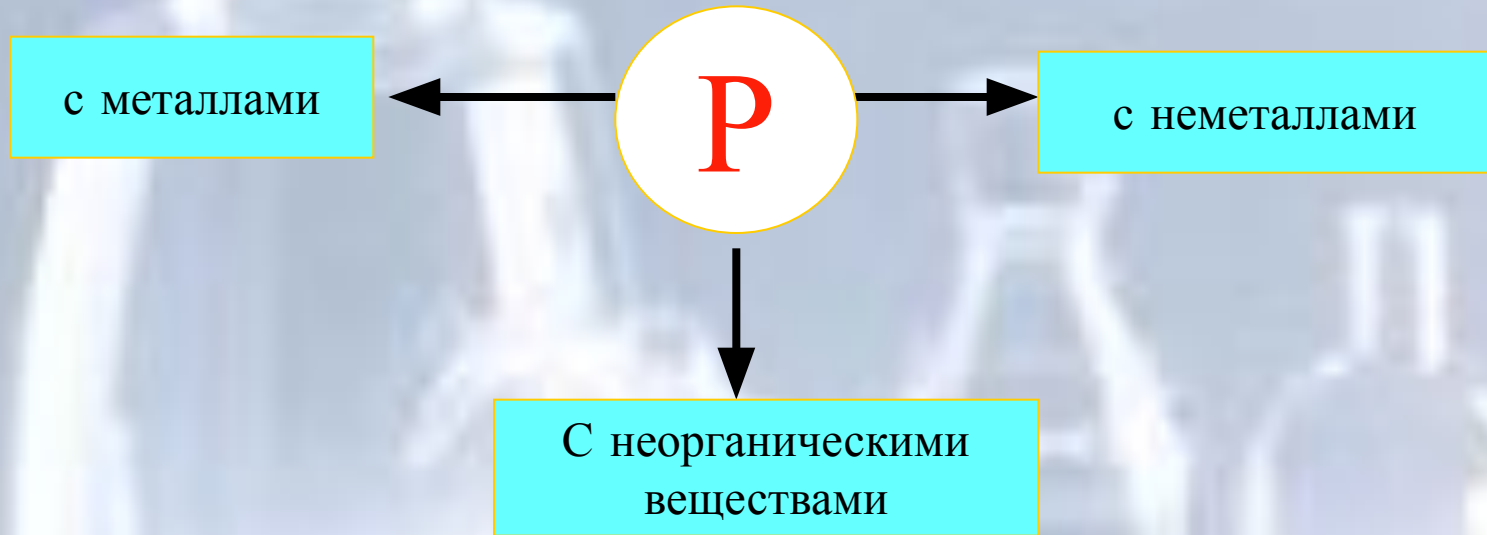 P
с металлами
с неметаллами
С неорганическими
веществами